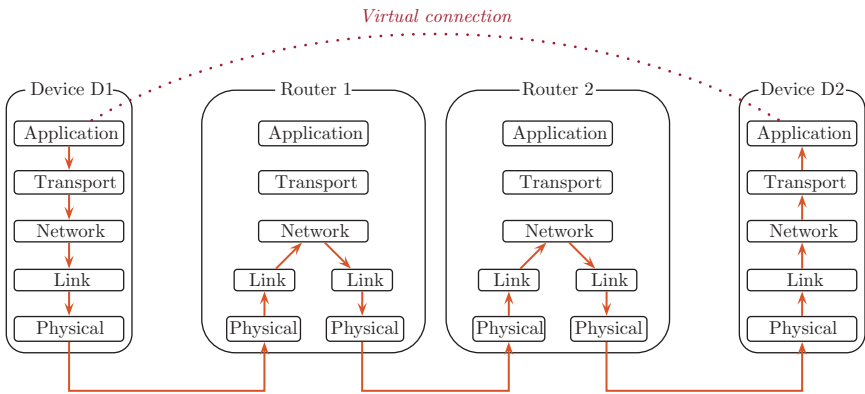 Virtual connection
Device D1
Router 1
Router 2
Device D2
Application
Application
Application
Application
Transport
Transport
Transport
Transport
Network
Network
Network
Network
Link
Link
Link
Link
Link
Link
Physical
Physical
Physical
Physical
Physical
Physical